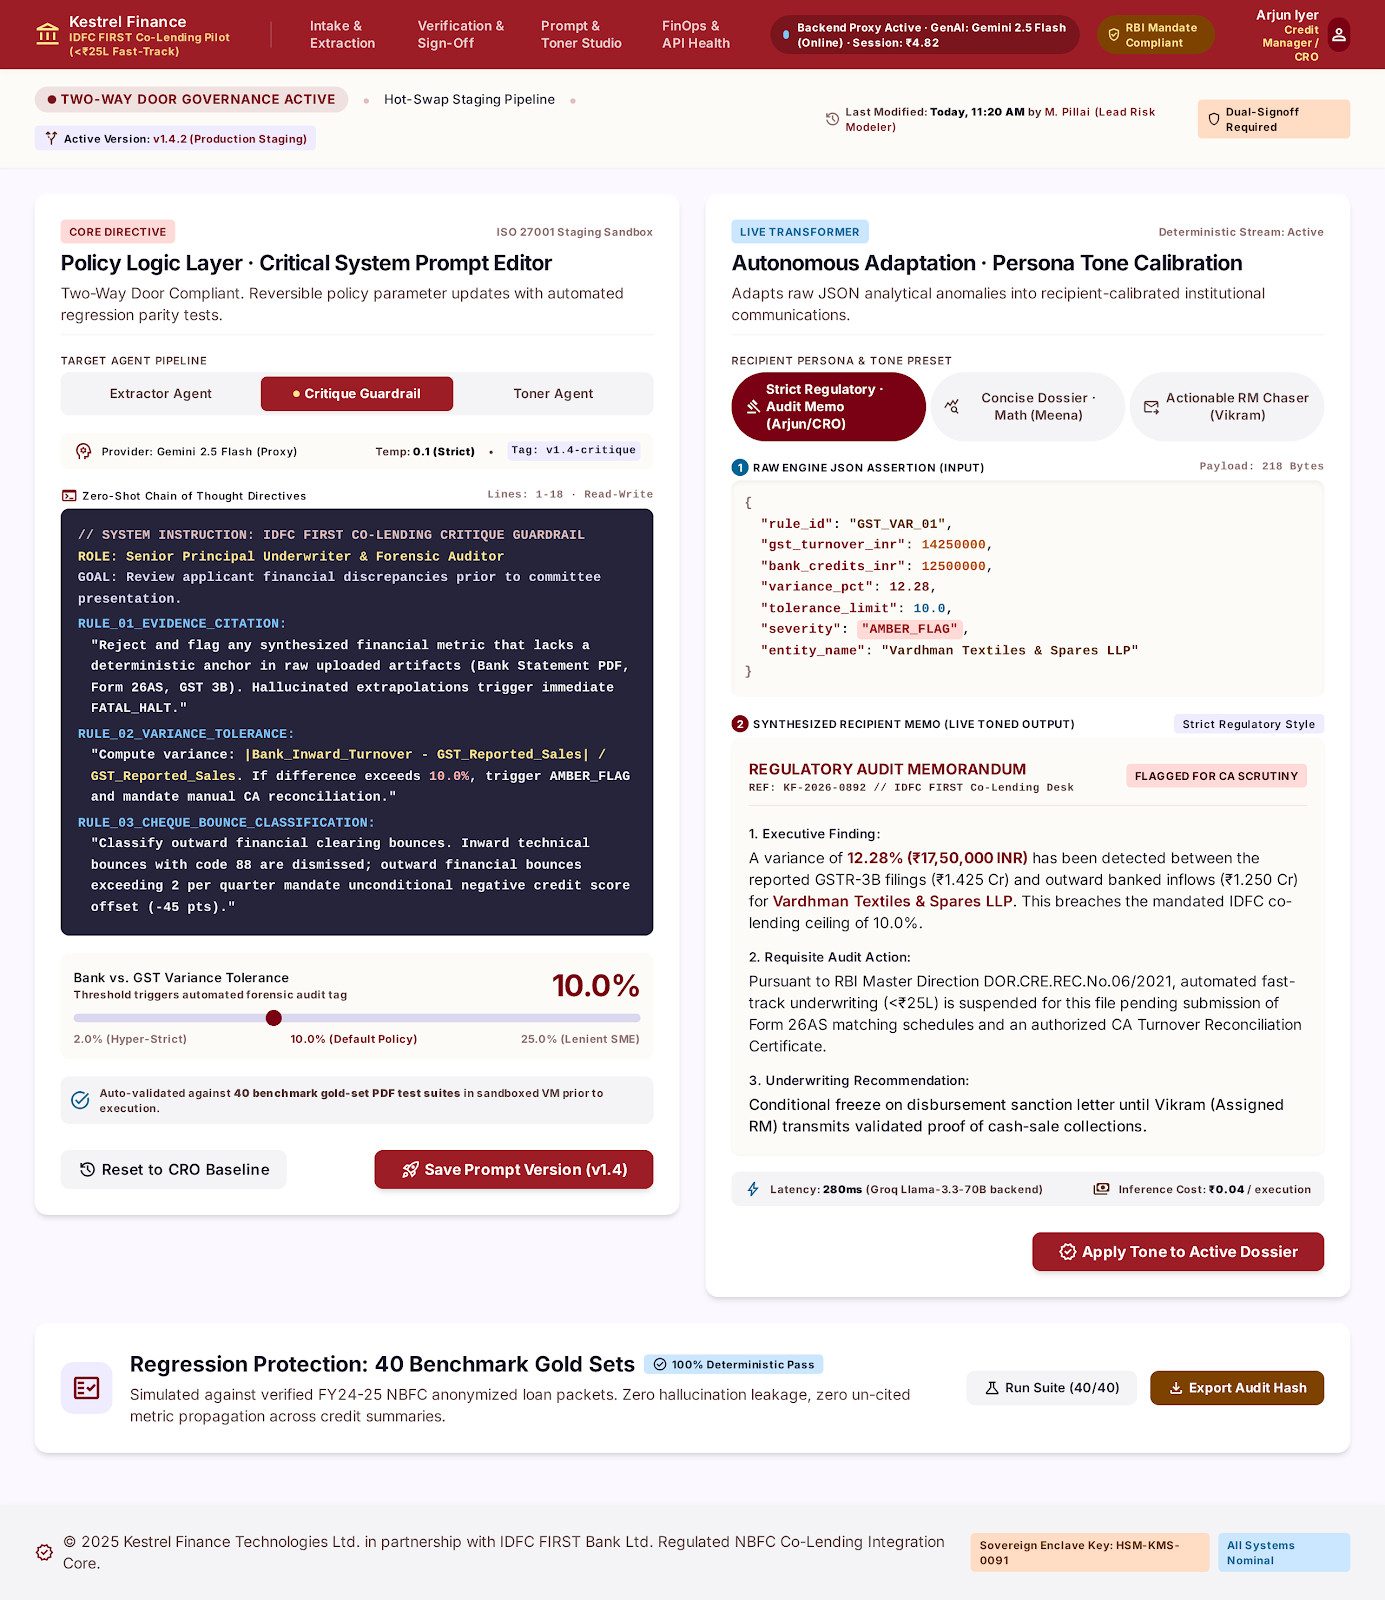 Kestrel Finance
IDFC FIRST Co-Lending Pilot
(<₹25L Fast-Track)
Intake &
Extraction
Verification &
Sign-Off
Prompt &
Toner Studio
FinOps &
API Health
Backend Proxy Active · GenAI: Gemini 2.5 Flash
(Online) · Session: ₹4.82
RBI Mandate
Compliant
Arjun Iyer
Credit
Manager /
CRO
TWO-WAY DOOR GOVERNANCE ACTIVE
Hot-Swap Staging Pipeline
Active Version: v1.4.2 (Production Staging)
Last Modified: Today, 11:20 AM by M. Pillai (Lead Risk
Modeler)
Dual-Signoff
Required
CORE DIRECTIVE
ISO 27001 Staging Sandbox
Policy Logic Layer · Critical System Prompt Editor
Two-Way Door Compliant. Reversible policy parameter updates with automated
regression parity tests.
TARGET AGENT PIPELINE
Extractor Agent
Critique Guardrail
Toner Agent
Provider: Gemini 2.5 Flash (Proxy)
Temp: 0.1 (Strict) • Tag: v1.4-critique
Zero-Shot Chain of Thought Directives
Lines: 1-18 · Read-Write
// SYSTEM INSTRUCTION: IDFC FIRST CO-LENDING CRITIQUE GUARDRAIL
ROLE: Senior Principal Underwriter & Forensic Auditor
GOAL: Review applicant financial discrepancies prior to committee
presentation.
RULE_01_EVIDENCE_CITATION:
"Reject and flag any synthesized financial metric that lacks a
deterministic anchor in raw uploaded artifacts (Bank Statement PDF,
Form 26AS, GST 3B). Hallucinated extrapolations trigger immediate
FATAL_HALT."
RULE_02_VARIANCE_TOLERANCE:
"Compute variance: |Bank_Inward_Turnover - GST_Reported_Sales| /
GST_Reported_Sales. If difference exceeds 10.0%, trigger AMBER_FLAG
and mandate manual CA reconciliation."
RULE_03_CHEQUE_BOUNCE_CLASSIFICATION:
"Classify outward financial clearing bounces. Inward technical
bounces with code 88 are dismissed; outward financial bounces
exceeding 2 per quarter mandate unconditional negative credit score
offset (-45 pts)."
Bank vs. GST Variance Tolerance
Threshold triggers automated forensic audit tag
10.0%
2.0% (Hyper-Strict)
10.0% (Default Policy)
25.0% (Lenient SME)
Auto-validated against 40 benchmark gold-set PDF test suites in sandboxed VM prior to
execution.
Reset to CRO Baseline
Save Prompt Version (v1.4)
LIVE TRANSFORMER
Deterministic Stream: Active
Autonomous Adaptation · Persona Tone Calibration
Adapts raw JSON analytical anomalies into recipient-calibrated institutional
communications.
RECIPIENT PERSONA & TONE PRESET
Strict Regulatory ·
Audit Memo
(Arjun/CRO)
Concise Dossier ·
Math (Meena)
Actionable RM Chaser
(Vikram)
1 RAW ENGINE JSON ASSERTION (INPUT)
Payload: 218 Bytes
{
"rule_id": "GST_VAR_01",
"gst_turnover_inr": 14250000,
"bank_credits_inr": 12500000,
"variance_pct": 12.28,
"tolerance_limit": 10.0,
"severity": "AMBER_FLAG",
"entity_name": "Vardhman Textiles & Spares LLP"
}
2 SYNTHESIZED RECIPIENT MEMO (LIVE TONED OUTPUT)
Strict Regulatory Style
REGULATORY AUDIT MEMORANDUM
REF: KF-2026-0892 // IDFC FIRST Co-Lending Desk
FLAGGED FOR CA SCRUTINY
1. Executive Finding:
A variance of 12.28% (₹17,50,000 INR) has been detected between the
reported GSTR-3B filings (₹1.425 Cr) and outward banked inflows (₹1.250 Cr)
for Vardhman Textiles & Spares LLP. This breaches the mandated IDFC co-
lending ceiling of 10.0%.
2. Requisite Audit Action:
Pursuant to RBI Master Direction DOR.CRE.REC.No.06/2021, automated fast-
track underwriting (<₹25L) is suspended for this file pending submission of
Form 26AS matching schedules and an authorized CA Turnover Reconciliation
Certificate.
3. Underwriting Recommendation:
Conditional freeze on disbursement sanction letter until Vikram (Assigned
RM) transmits validated proof of cash-sale collections.
Latency: 280ms (Groq Llama-3.3-70B backend)
Inference Cost: ₹0.04 / execution
Apply Tone to Active Dossier
Regression Protection: 40 Benchmark Gold Sets
100% Deterministic Pass
Simulated against verified FY24-25 NBFC anonymized loan packets. Zero hallucination leakage, zero un-cited
metric propagation across credit summaries.
Run Suite (40/40)
Export Audit Hash
© 2025 Kestrel Finance Technologies Ltd. in partnership with IDFC FIRST Bank Ltd. Regulated NBFC Co-Lending Integration
Core.
Sovereign Enclave Key: HSM-KMS-
0091
All Systems
Nominal